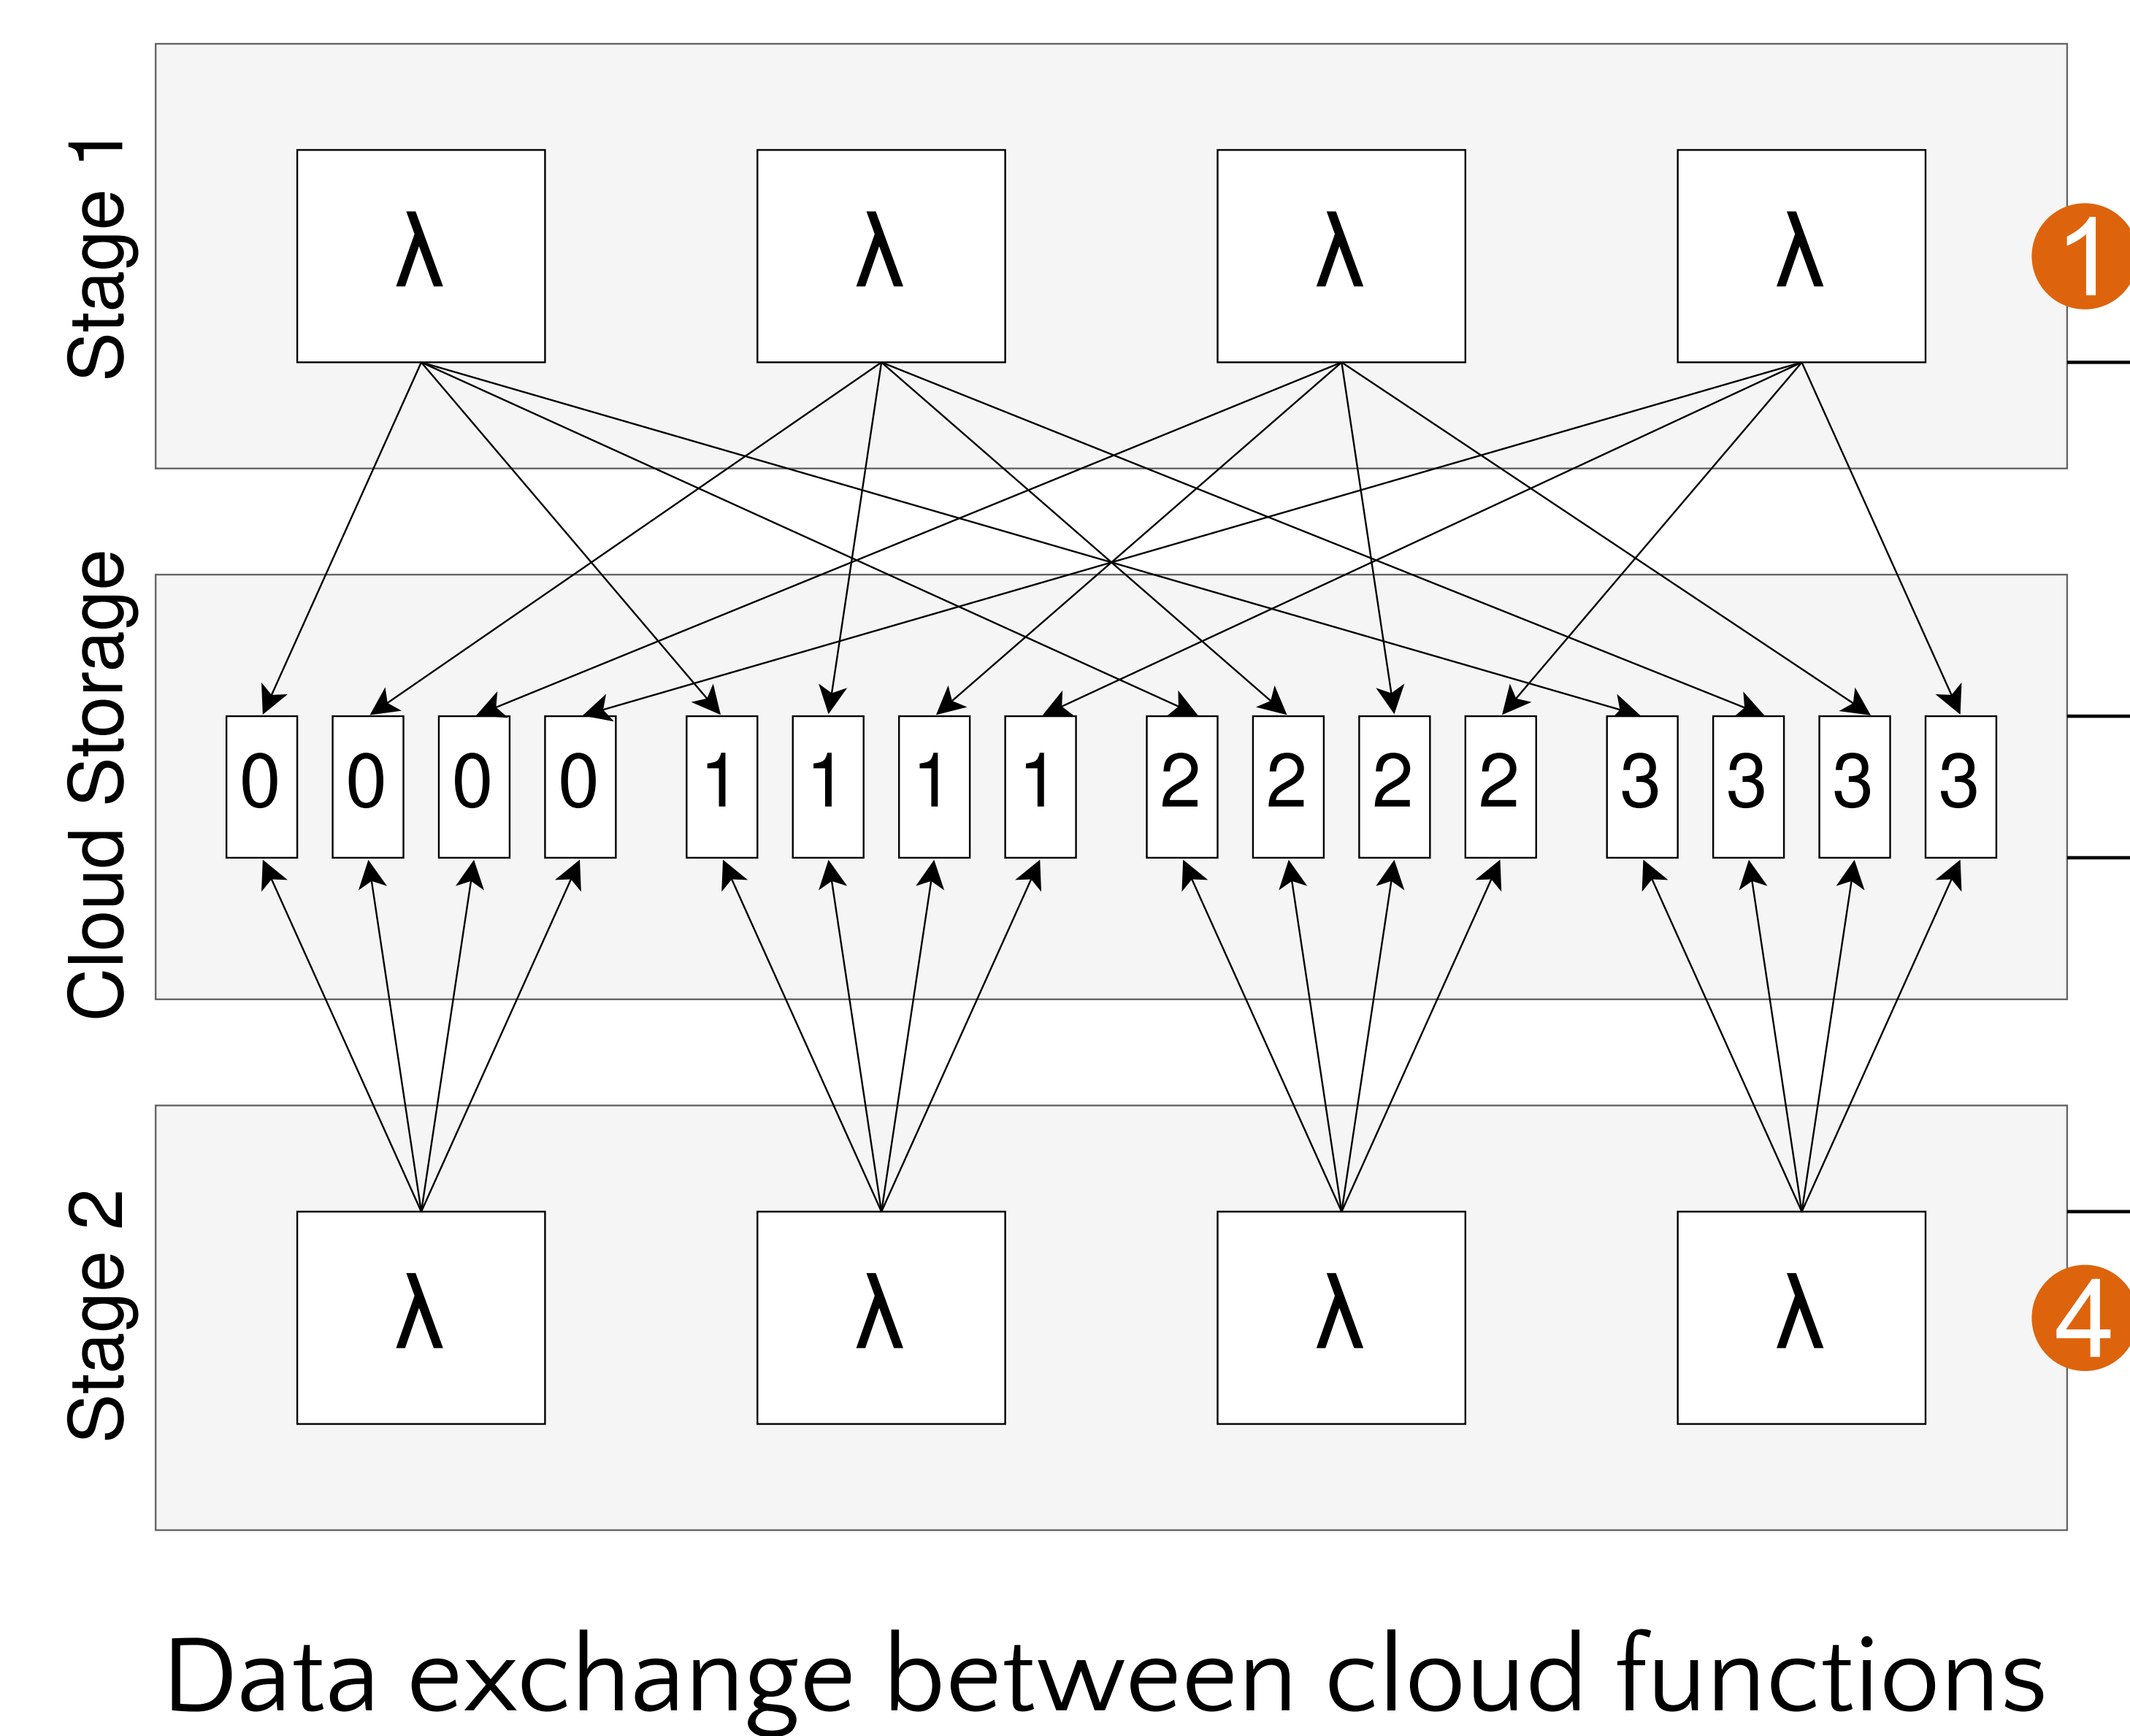 Stage 1
λ λ λ λ
1
Cloud Storage
0 0 0 0 1 1 1 1 2 2 2 2 3 3 3 3
Stage 2
λ λ λ λ
4
Data exchange between cloud functions